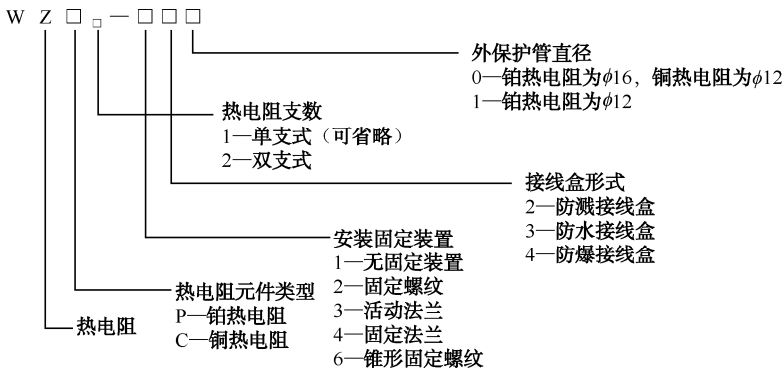 W Z □ □ — □ □ □
外保护管直径
0—铂热电阻为ϕ16，铜热电阻为ϕ12
1—铂热电阻为ϕ12
热电阻支数
1—单支式（可省略）
2—双支式
接线盒形式
2—防溅接线盒
3—防水接线盒
4—防爆接线盒
安装固定装置
1—无固定装置
2—固定螺纹
3—活动法兰
4—固定法兰
6—锥形固定螺纹
热电阻元件类型
P—铂热电阻
C—铜热电阻
热电阻